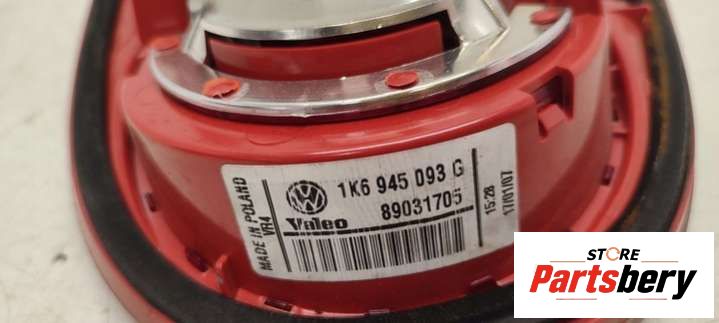 MADE IN POLAND
VR4
1K6 945 093 G
Valeo
89031705
15:28
17/01/07
STORE
Partsbery